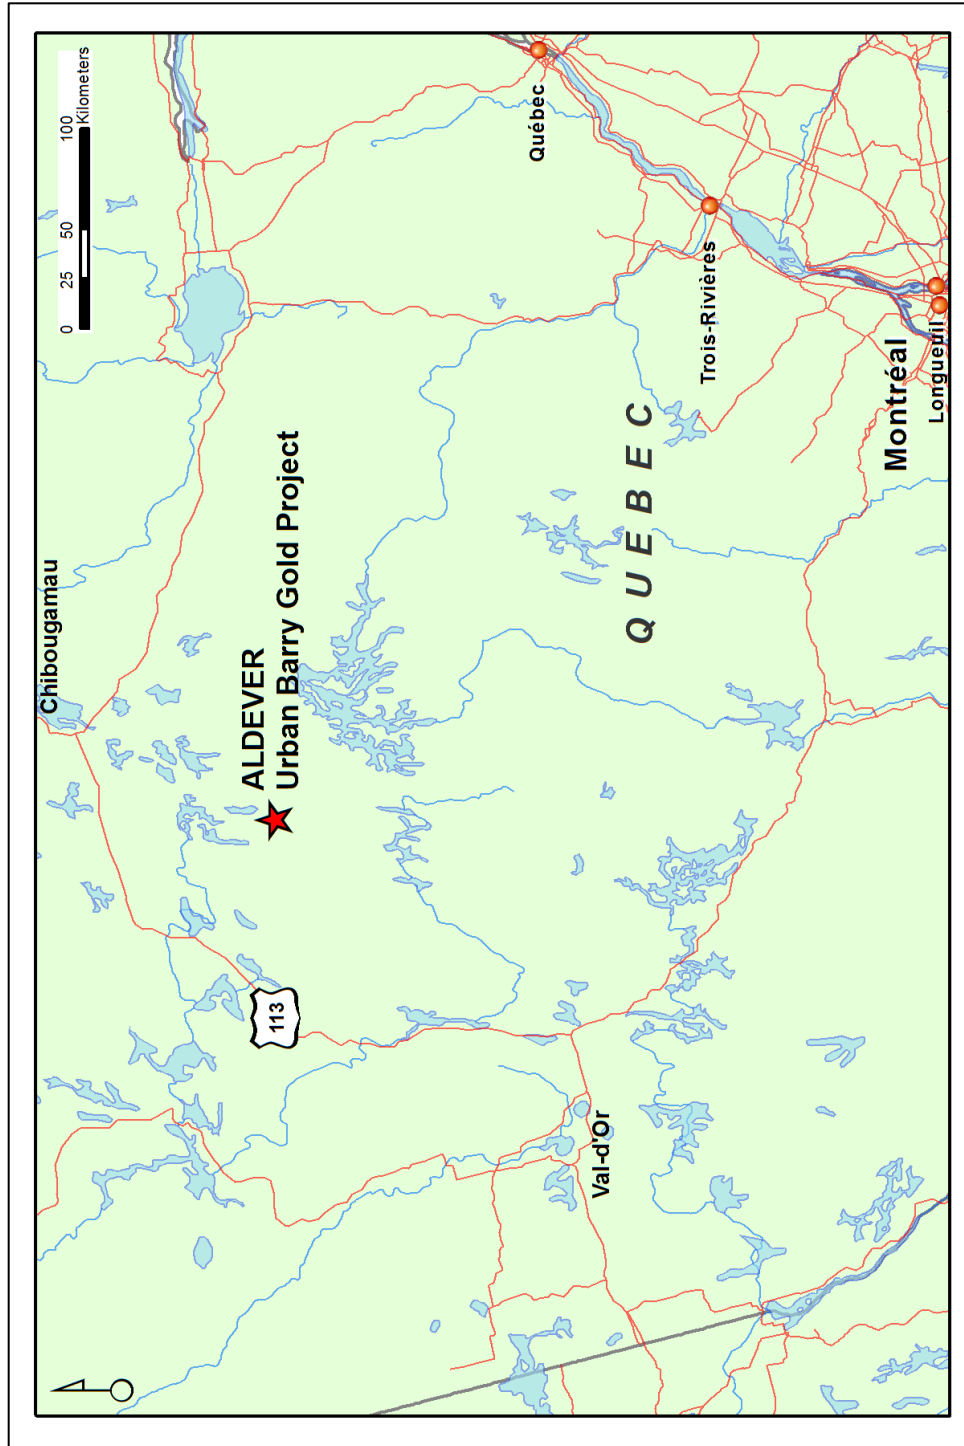 0 25 50 100
Kilometers
Chibougamau
ALDEVER
Urban Barry Gold Project
113
Val-d'Or
QUEBEC
Québec
Trois-Rivières
Montréal
Longueuil